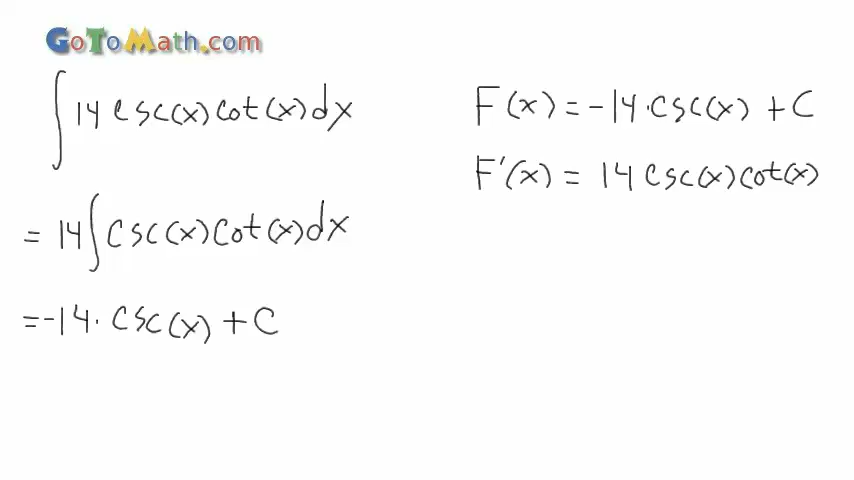 GoToMath.com
∫ 14 csc(x) cot(x) dx
= 14 ∫ csc(x) cot(x) dx
= -14 · csc(x) + C
F(x) = -14 · csc(x) + C
F'(x) = 14 csc(x) cot(x)